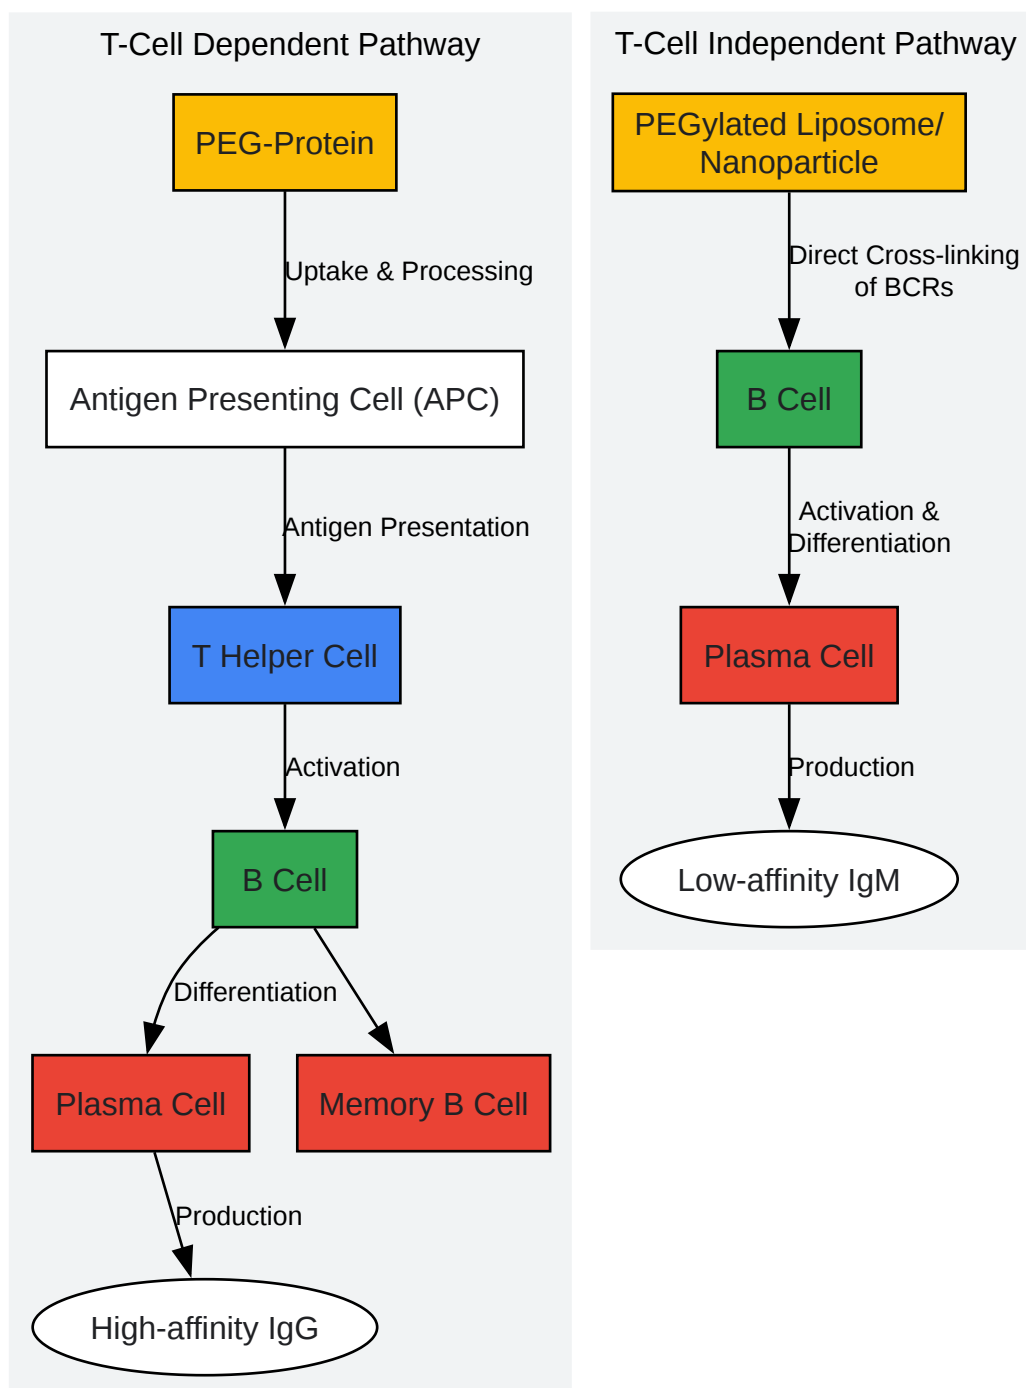 T-Cell Dependent Pathway
PEG-Protein
Uptake & Processing
Antigen Presenting Cell (APC)
Antigen Presentation
T Helper Cell
Activation
B Cell
Differentiation
Plasma Cell
Memory B Cell
Production
High-affinity IgG
T-Cell Independent Pathway
PEGylated Liposome/
Nanoparticle
Direct Cross-linking
of BCRs
B Cell
Activation &
Differentiation
Plasma Cell
Production
Low-affinity IgM